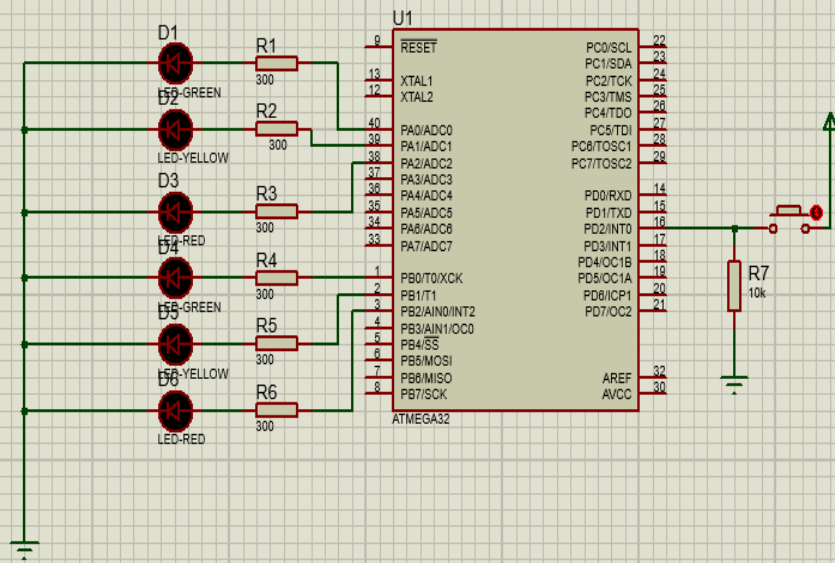 U1
D1
R1
LED-GREEN
300
D2
R2
LED-YELLOW
300
D3
R3
LED-RED
300
D4
R4
LED-GREEN
300
D5
R5
LED-YELLOW
300
D6
R6
LED-RED
300
9 RESET
13 XTAL1
12 XTAL2
40 PA0/ADC0
39 PA1/ADC1
38 PA2/ADC2
37 PA3/ADC3
36 PA4/ADC4
35 PA5/ADC5
34 PA6/ADC6
33 PA7/ADC7
1 PB0/T0/XCK
2 PB1/T1
3 PB2/AIN0/INT2
4 PB3/AIN1/OC0
5 PB4/SS
6 PB5/MOSI
7 PB6/MISO
8 PB7/SCK
PC0/SCL 22
PC1/SDA 23
PC2/TCK 24
PC3/TMS 25
PC4/TDO 26
PC5/TDI 27
PC6/TOSC1 28
PC7/TOSC2 29
PD0/RXD 14
PD1/TXD 15
PD2/INT0 16
PD3/INT1 17
PD4/OC1B 18
PD5/OC1A 19
PD6/ICP1 20
PD7/OC2 21
AREF 32
AVCC 30
ATMEGA32
R7
10k